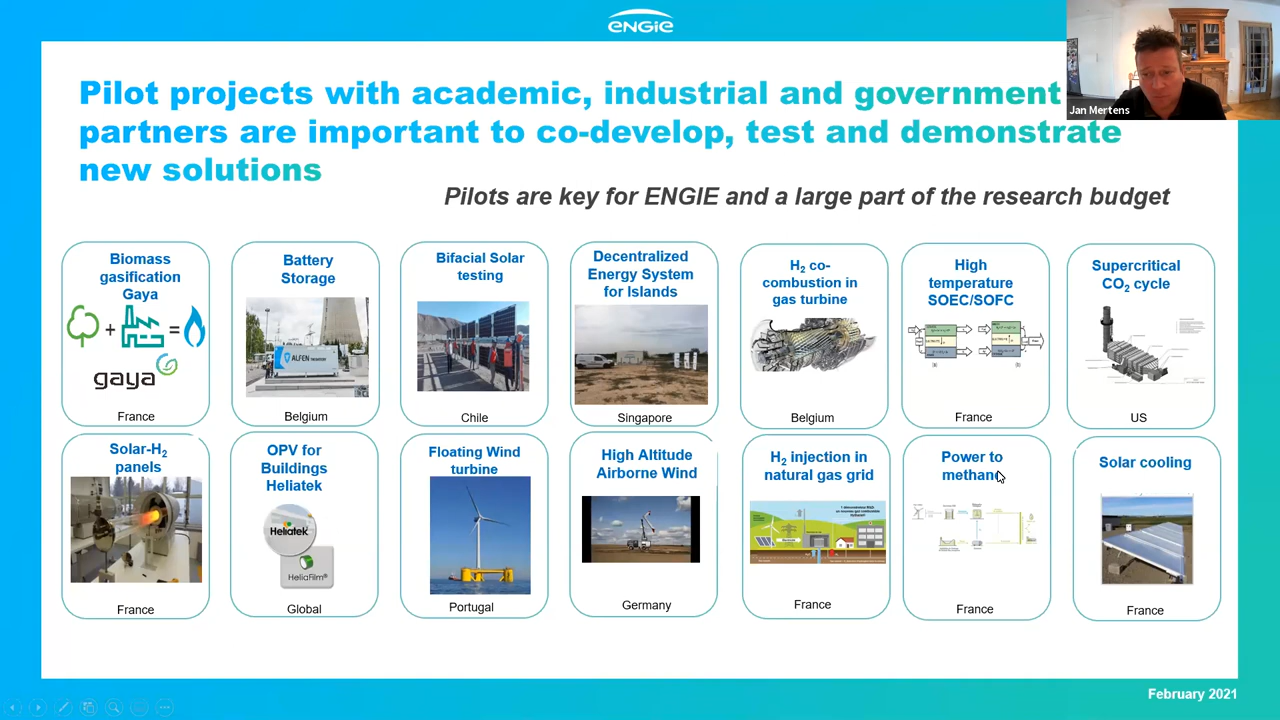 ENGIE
Pilot projects with academic, industrial and government
partners are important to co-develop, test and demonstrate
new solutions
Jan Mertens
Pilots are key for ENGIE and a large part of the research budget
Biomass
gasification
Gaya
+ =
gaya
France
Battery
Storage
ALFEN
Belgium
Bifacial Solar
testing
Chile
Decentralized
Energy System
for Islands
Singapore
H2 co-
combustion in
gas turbine
Belgium
High
temperature
SOEC/SOFC
France
Supercritical
CO2 cycle
US
Solar-H2
panels
France
OPV for
Buildings
Heliatek
Heliatek
HeliaFilm®
Global
Floating Wind
turbine
Portugal
High Altitude
Airborne Wind
Germany
H2 injection in
natural gas grid
France
Power to
methane
France
Solar cooling
France
February 2021